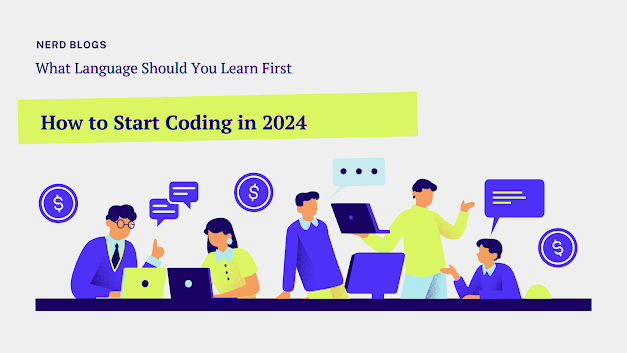 NERD BLOGS
What Language Should You Learn First
How to Start Coding in 2024
$
$
$